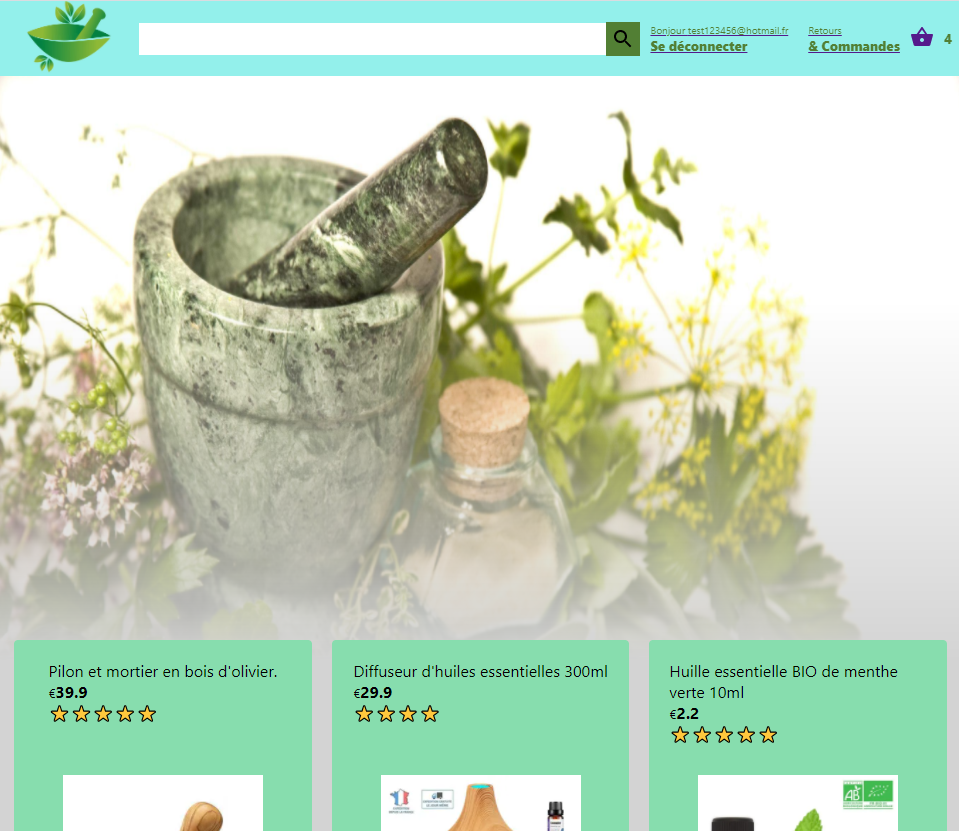 Bonjour test123456@hotmail.fr
Se déconnecter
Retours
& Commandes
4
Pilon et mortier en bois d'olivier.
€39.9
Diffuseur d'huiles essentielles 300ml
€29.9
Huille essentielle BIO de menthe
verte 10ml
€2.2
AB